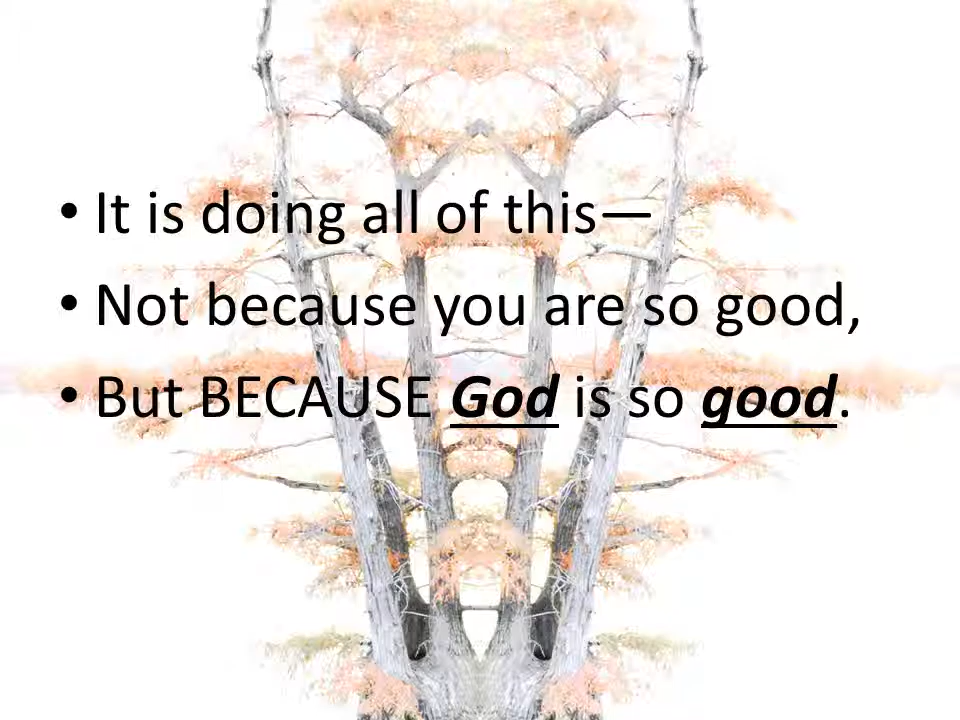 • It is doing all of this—
• Not because you are so good,
• But BECAUSE God is so good.